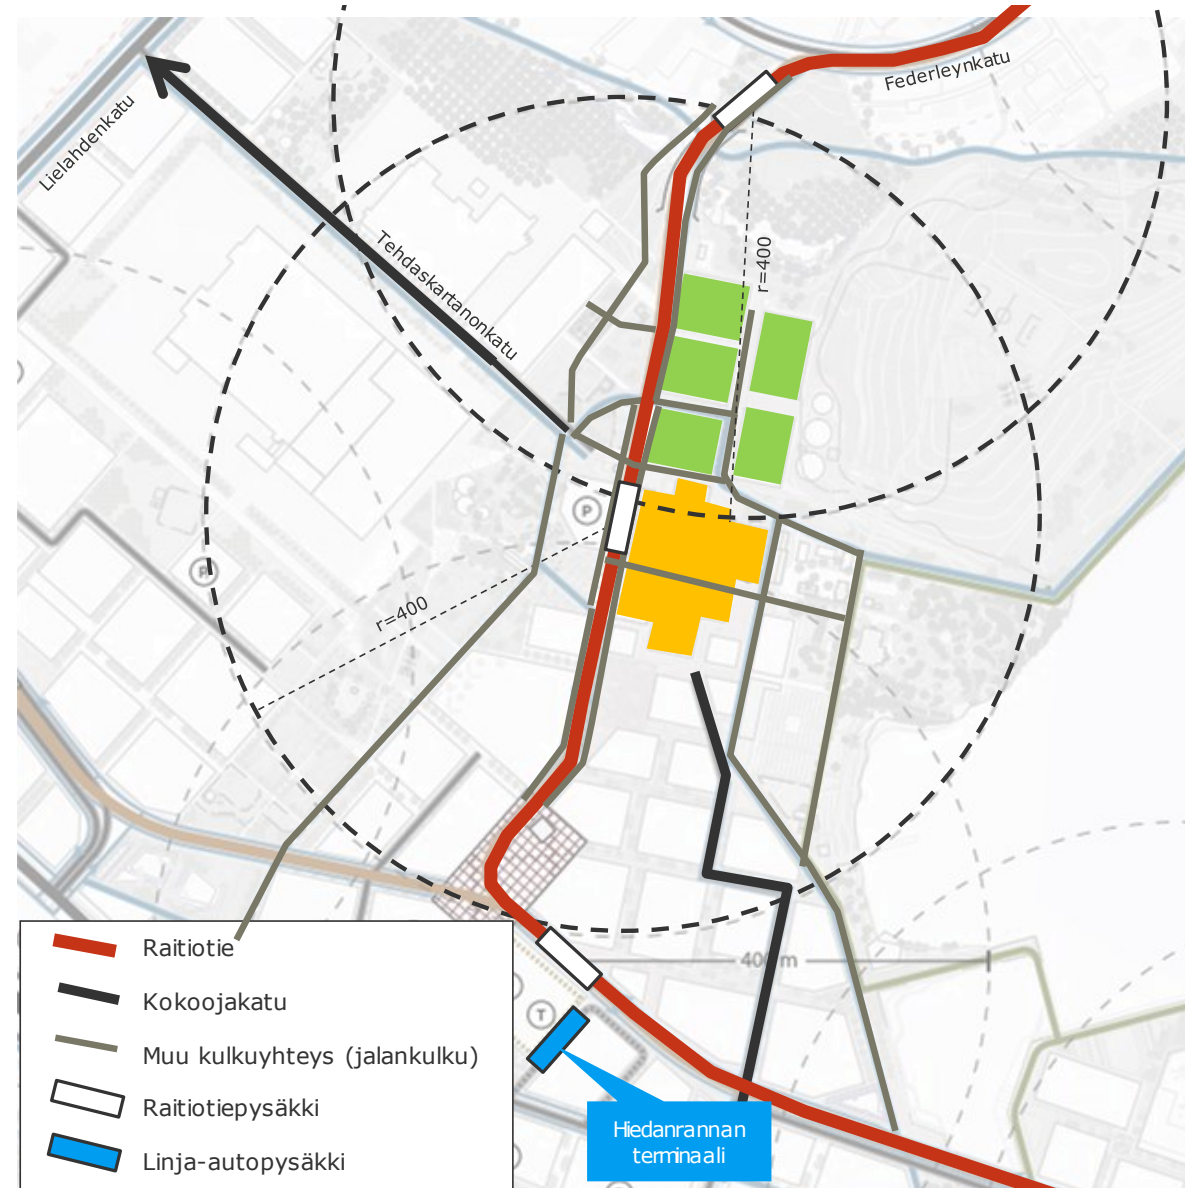 Federleynkatu
Lielahdenkatu
Tehdaskartanonkatu
r=400
P
P
r=400
400 m
T
Raitiotie
Kokoojakatu
Muu kulkuyhteys (jalankulku)
Raitiotiepysäkki
Linja-autopysäkki
Hiedanrannan
terminaali